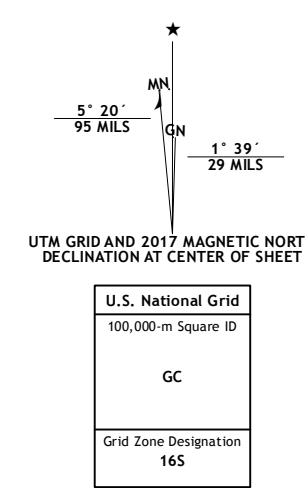 ★
MN
5° 20´
95 MILS
GN
1° 39´
29 MILS
UTM GRID AND 2017 MAGNETIC NORT
DECLINATION AT CENTER OF SHEET
U.S. National Grid
100,000-m Square ID
GC
Grid Zone Designation
16S